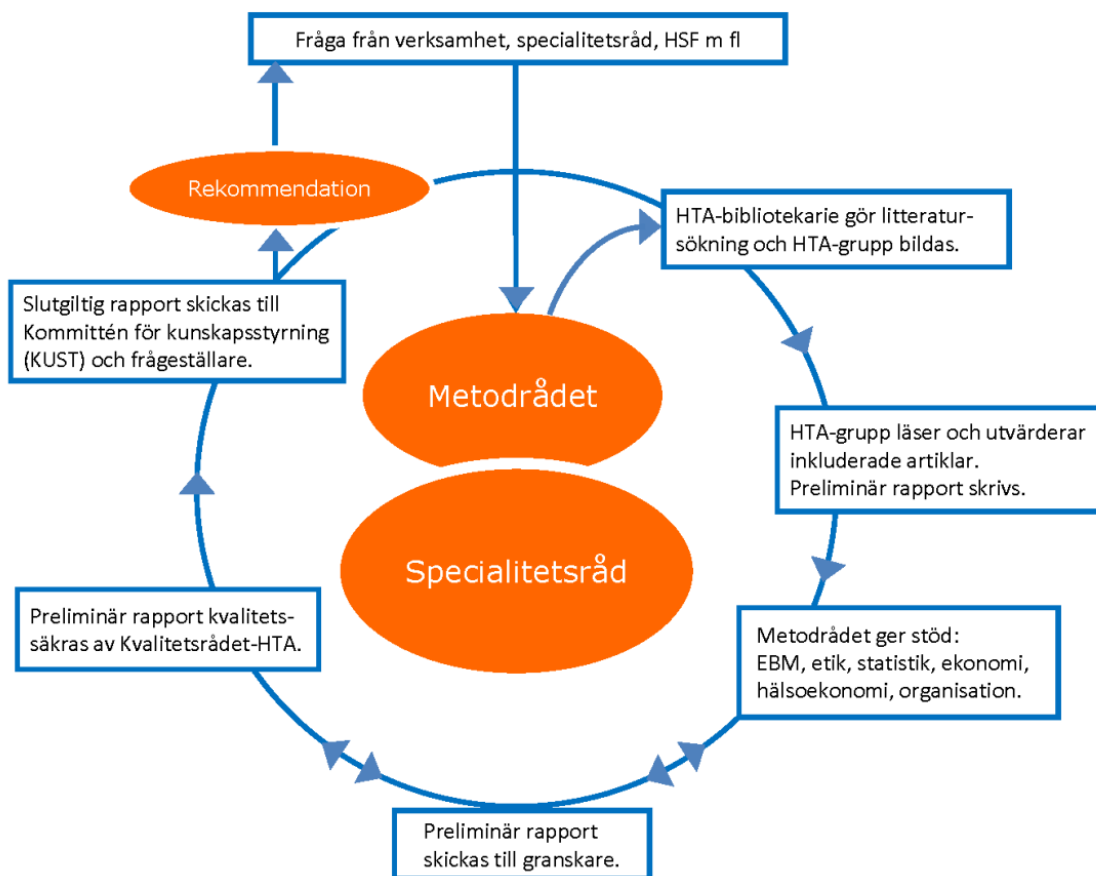 Fråga från verksamhet, specialitetsråd, HSF m fl
Rekommendation
HTA-bibliotekarie gör litteratur-
sökning och HTA-grupp bildas.
Slutgiltig rapport skickas till
Kommittén för kunskapsstyrning
(KUST) och frågeställare.
Metodrådet
HTA-grupp läser och utvärderar
inkluderade artiklar.
Preliminär rapport skrivs.
Specialitetsråd
Preliminär rapport kvalitets-
säkras av Kvalitetsrådet-HTA.
Metodrådet ger stöd:
EBM, etik, statistik, ekonomi,
hälsoekonomi, organisation.
Preliminär rapport
skickas till granskare.